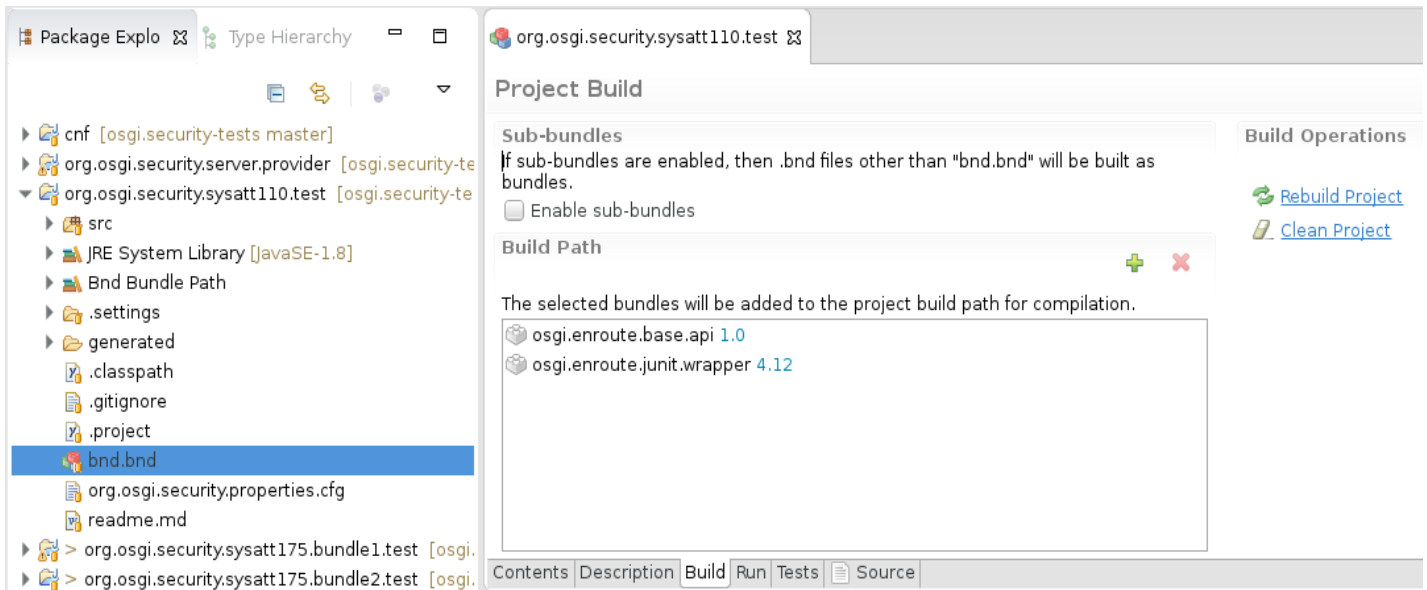 Package Explo
Type Hierarchy
cnf [osgi.security-tests master]
org.osgi.security.server.provider [osgi.security-te
org.osgi.security.sysatt110.test [osgi.security-te
src
JRE System Library [JavaSE-1.8]
Bnd Bundle Path
.settings
generated
.classpath
.gitignore
.project
bnd.bnd
org.osgi.security.properties.cfg
readme.md
> org.osgi.security.sysatt175.bundle1.test [osgi.
> org.osgi.security.sysatt175.bundle2.test [osgi.
org.osgi.security.sysatt110.test
Project Build
Sub-bundles
If sub-bundles are enabled, then .bnd files other than "bnd.bnd" will be built as
bundles.
Enable sub-bundles
Build Path
The selected bundles will be added to the project build path for compilation.
osgi.enroute.base.api 1.0
osgi.enroute.junit.wrapper 4.12
Build Operations
Rebuild Project
Clean Project
Contents Description Build Run Tests Source